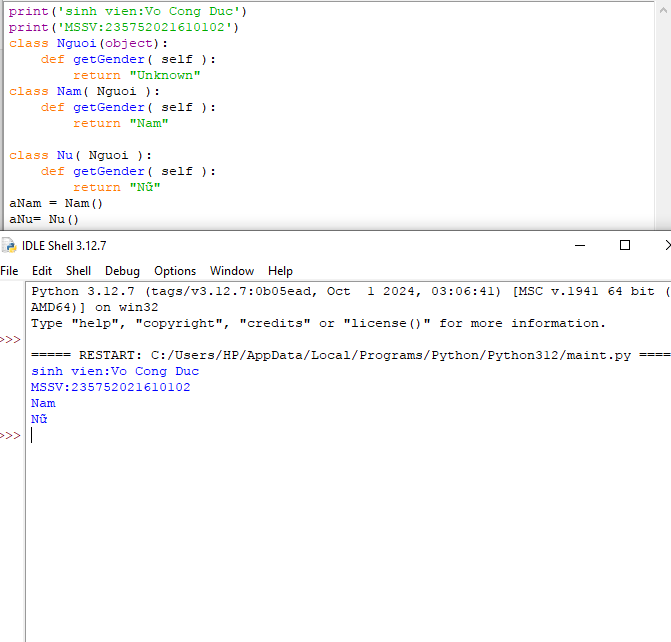 print('sinh vien:Vo Cong Duc')
print('MSSV:235752021610102')
class Nguoi(object):
    def getGender( self ):
        return "Unknown"
class Nam( Nguoi ):
    def getGender( self ):
        return "Nam"

class Nu( Nguoi ):
    def getGender( self ):
        return "Nữ"
aNam = Nam()
aNu= Nu()
IDLE Shell 3.12.7
File Edit Shell Debug Options Window Help
Python 3.12.7 (tags/v3.12.7:0b05ead, Oct  1 2024, 03:06:41) [MSC v.1941 64 bit (
AMD64)] on win32
Type "help", "copyright", "credits" or "license()" for more information.
>>>
===== RESTART: C:/Users/HP/AppData/Local/Programs/Python/Python312/maint.py ====
sinh vien:Vo Cong Duc
MSSV:235752021610102
Nam
Nữ
>>>